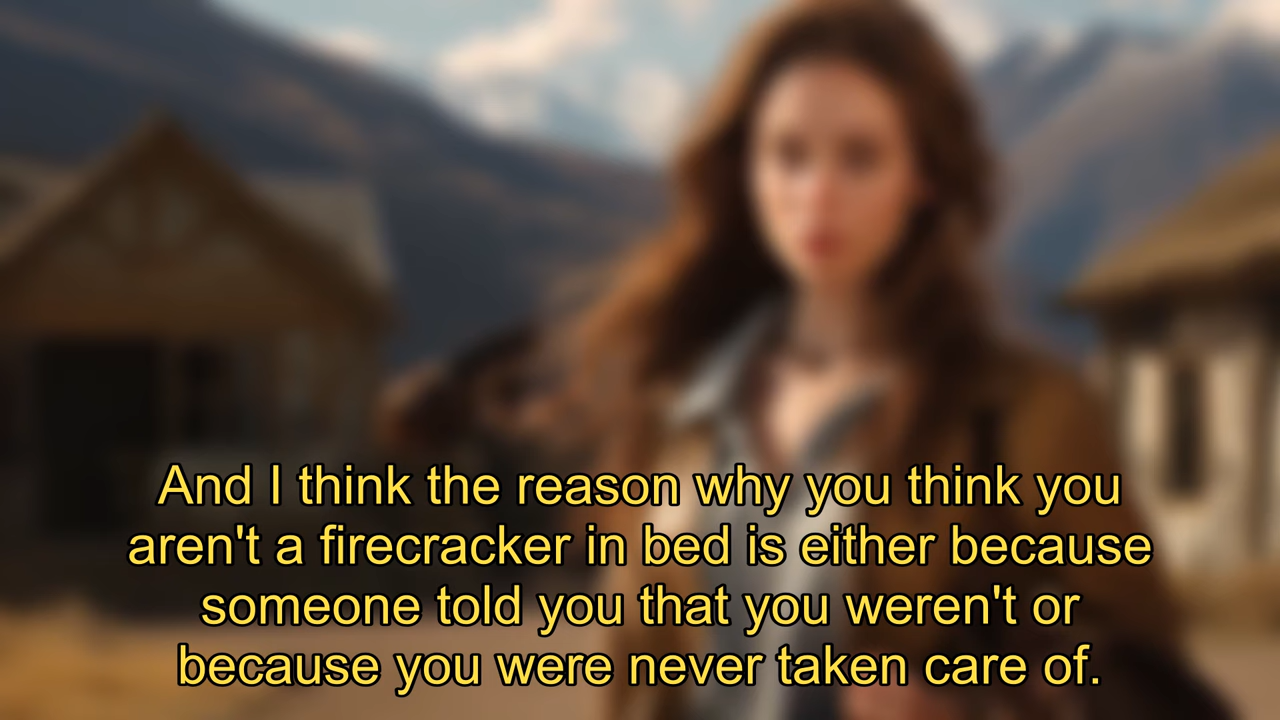 And I think the reason why you think you
aren't a firecracker in bed is either because
someone told you that you weren't or
because you were never taken care of.